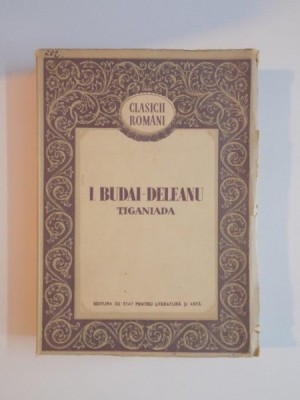 CLASICII
ROMÂNI
I. BUDAI-DELEANU
ȚIGANIADA
EDITURA DE STAT PENTRU LITERATURĂ ȘI ARTĂ